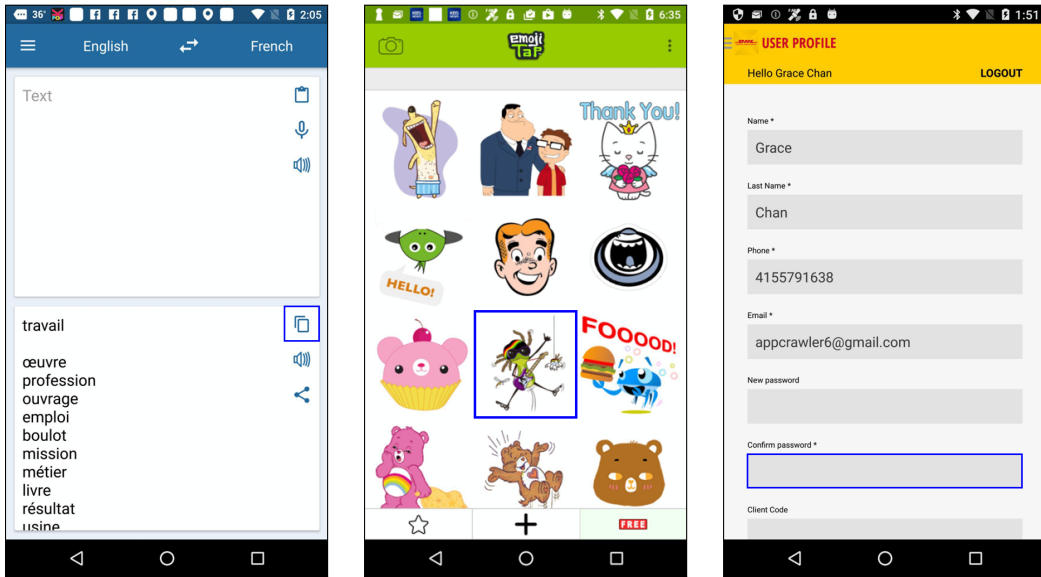 36°
2:05
English
French
Text
travail
œuvre
profession
ouvrage
emploi
boulot
mission
métier
livre
résultat
usine
6:35
emoji
TaP
Thank You!
HELLO!
FOOOOD!
FREE
1:51
USER PROFILE
Hello Grace Chan
LOGOUT
Name *
Grace
Last Name *
Chan
Phone *
4155791638
Email *
appcrawler6@gmail.com
New password
Confirm password *
Client Code